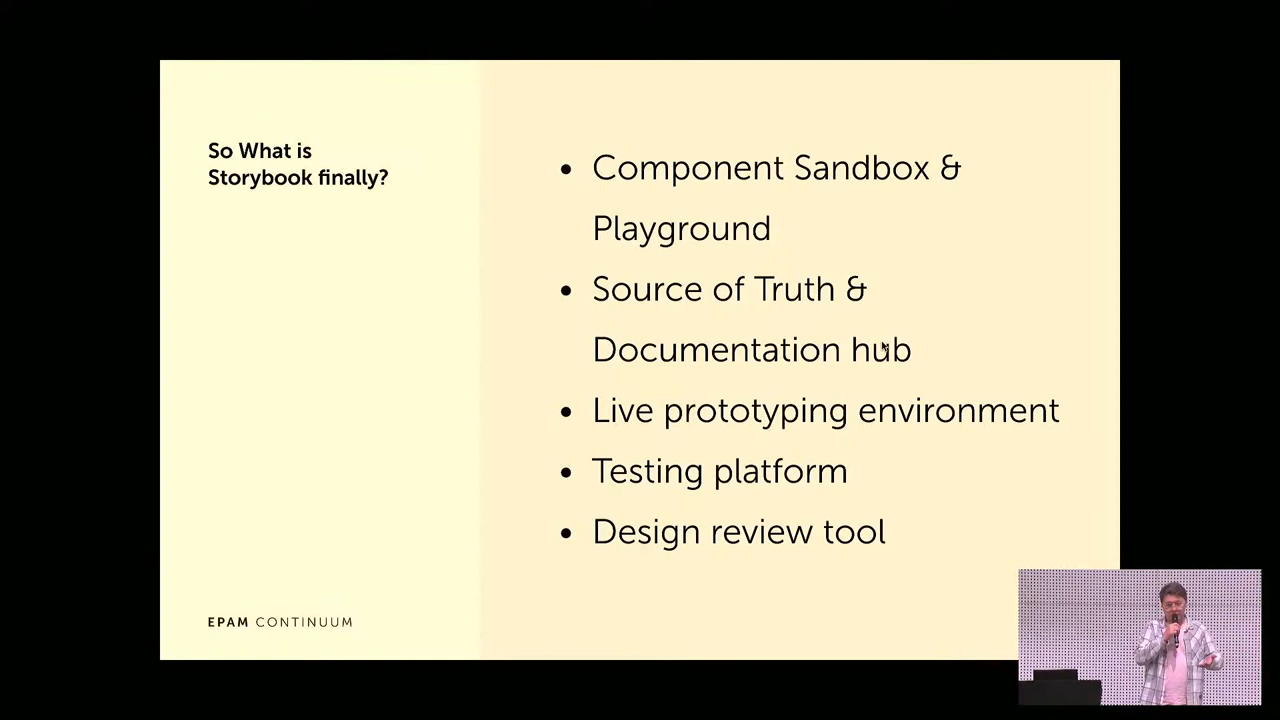 So What is
Storybook finally?
• Component Sandbox &
Playground
• Source of Truth &
Documentation hub
• Live prototyping environment
• Testing platform
• Design review tool
EPAM CONTINUUM